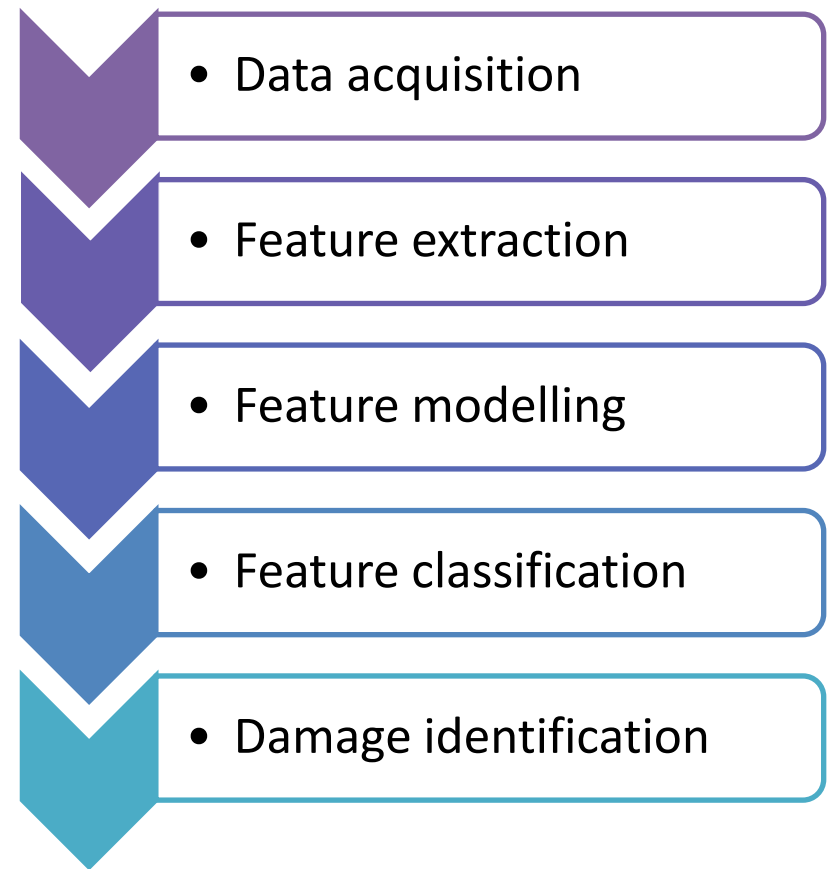 • Data acquisition
• Feature extraction
• Feature modelling
• Feature classification
• Damage identification